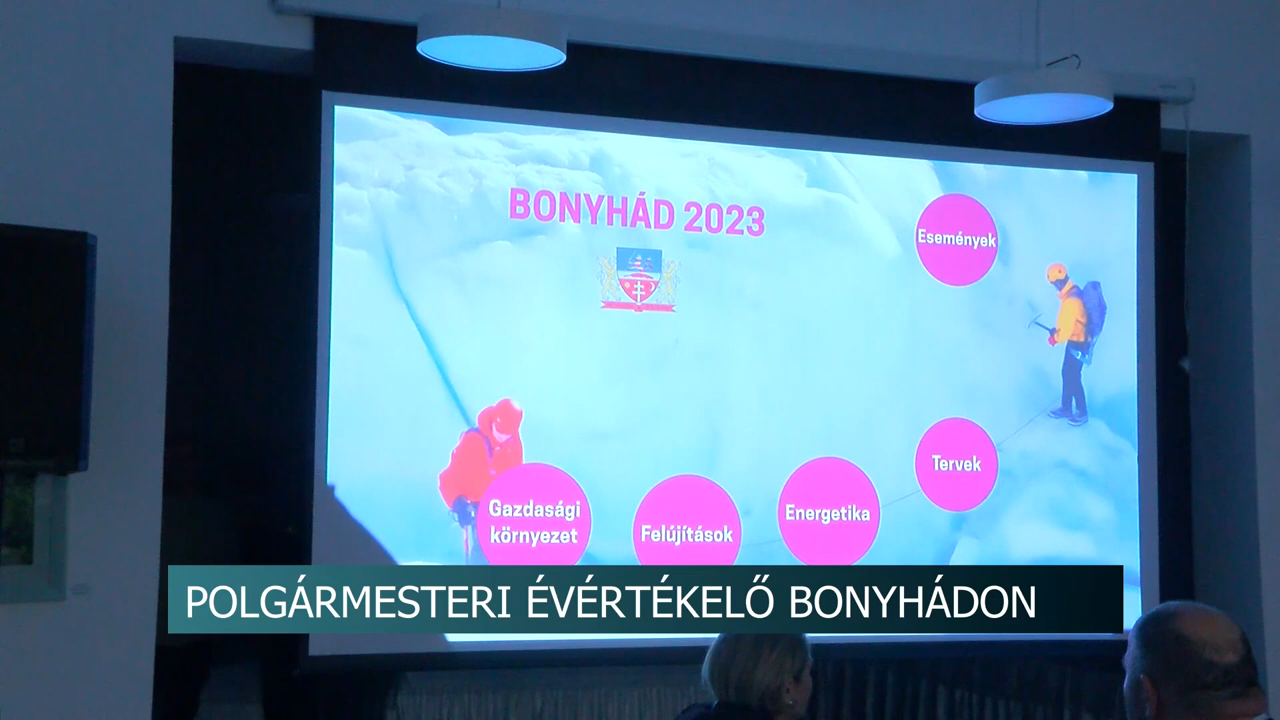 BONYHÁD 2023
Események
Tervek
Energetika
Felújítások
Gazdasági
környezet
POLGÁRMESTERI ÉVÉRTÉKELŐ BONYHÁDON